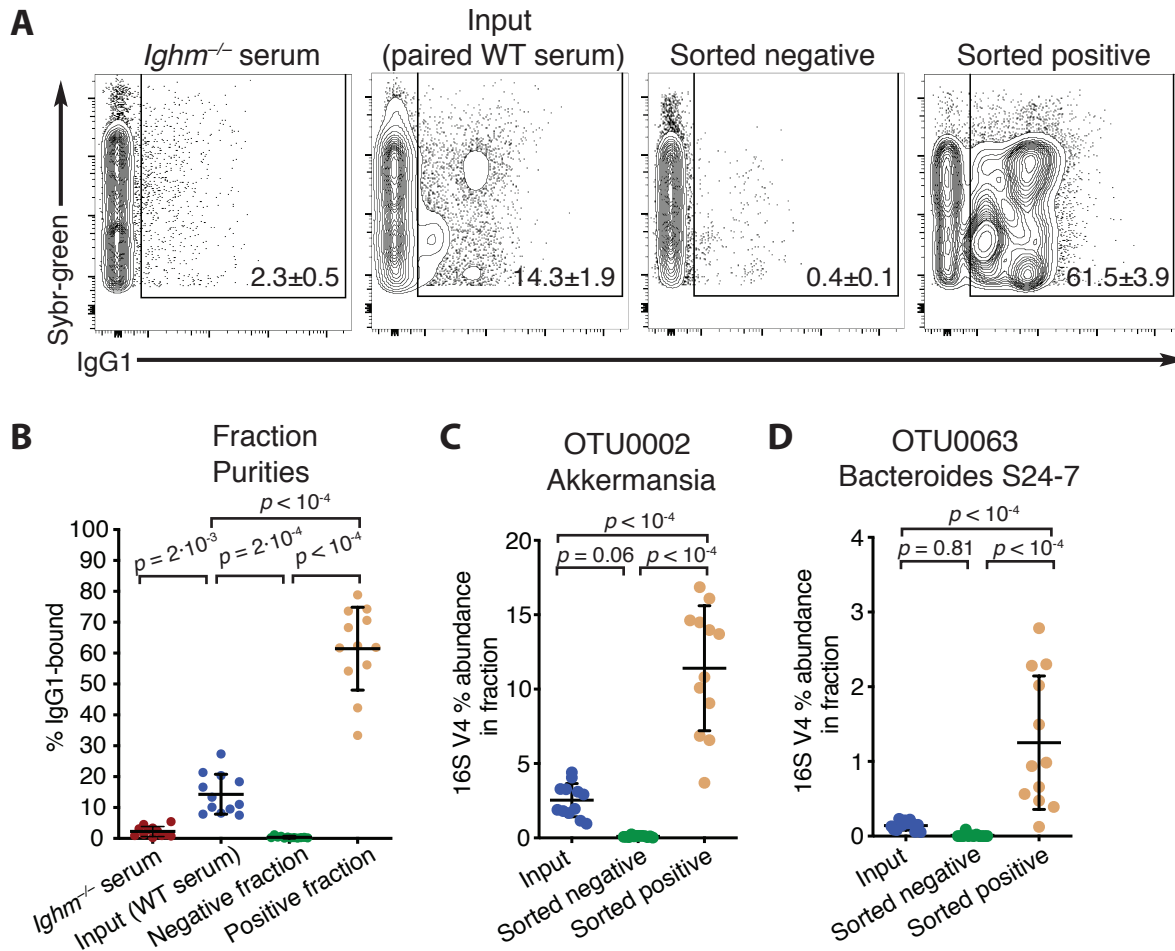 A
Ighm–/– serum
Input
(paired WT serum)
Sorted negative
Sorted positive
Sybr-green
2.3±0.5
14.3±1.9
0.4±0.1
61.5±3.9
IgG1
B
Fraction
Purities
p < 10-4
p = 2·10-3
p = 2·10-4
p < 10-4
% IgG1-bound
100
90
80
70
60
50
40
30
20
10
0
Ighm–/– serum
Input (WT serum)
Negative fraction
Positive fraction
C
OTU0002
Akkermansia
p < 10-4
p = 0.06
p < 10-4
16S V4 % abundance
in fraction
20
15
10
5
0
Input
Sorted negative
Sorted positive
D
OTU0063
Bacteroides S24-7
p < 10-4
p = 0.81
p < 10-4
16S V4 % abundance
in fraction
4
3
2
1
0
Input
Sorted negative
Sorted positive